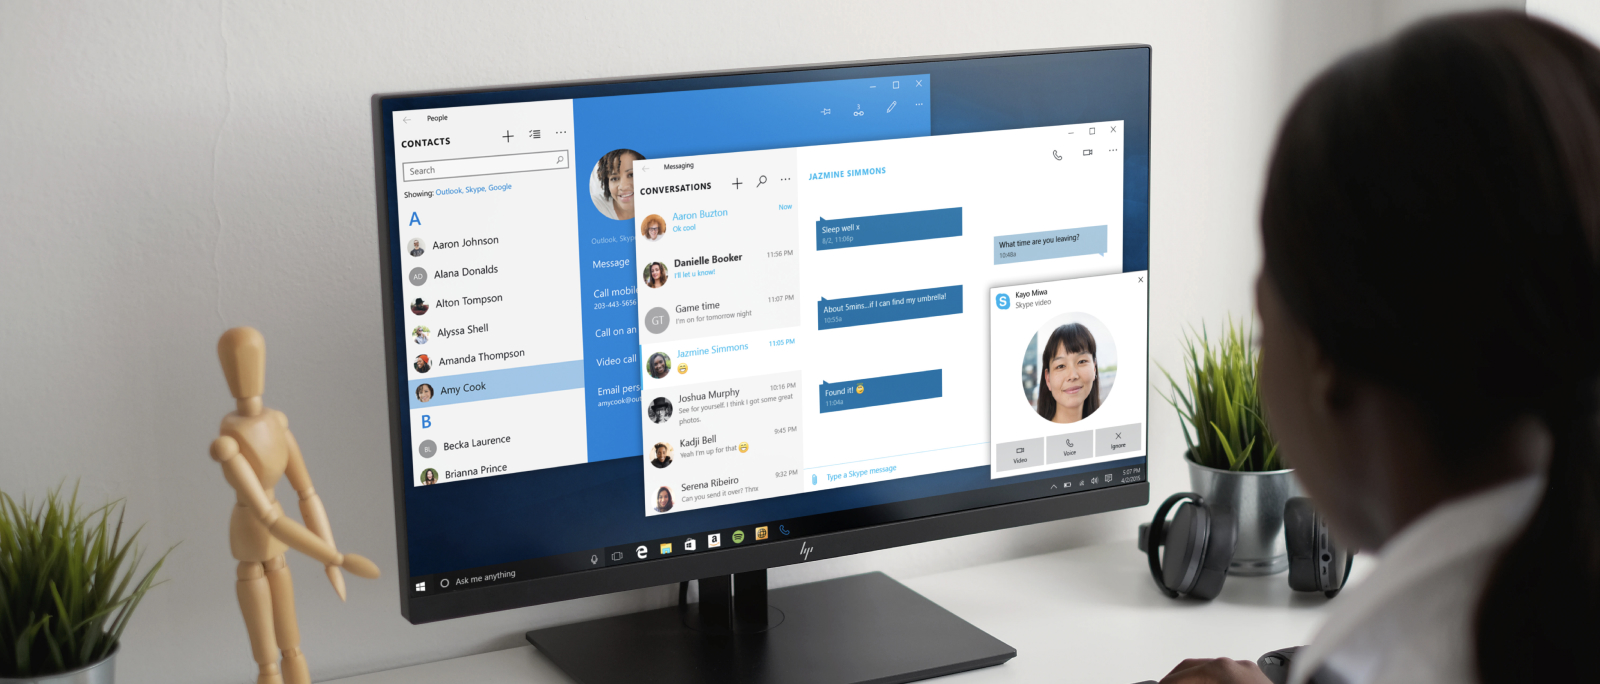 People
CONTACTS
Search
Showing: Outlook, Skype, Google
A
Aaron Johnson
AD
Alana Donalds
Alton Tompson
Alyssa Shell
Amanda Thompson
Amy Cook
B
BL
Becka Laurence
Brianna Prince
5
Outlook, Skyp
Message
Call mobil
203-443-5656
Call on an
Video call
Email pers
amycook@out
Messaging
CONVERSATIONS
Aaron Buxton
Now
Ok cool
Danielle Booker
11:56 PM
I'll let u know!
GT
Game time
11:07 PM
I'm on for tomorrow night
Jazmine Simmons
11:05 PM
😁
Joshua Murphy
10:16 PM
See for yourself. I think I got some great
photos.
Kadji Bell
9:45 PM
Yeah I'm up for that 😁
Serena Ribeiro
9:32 PM
Can you send it over? Thnx
JAZMINE SIMMONS
Sleep well x
8/2, 11:06p
What time are you leaving?
10:48a
About 5mins...if I can find my umbrella!
10:55a
Found it! 😁
11:04a
Type a Skype message
S
Kayo Miwa
Skype video
Video
Voice
Ignore
Ask me anything
e
a
hp
5:07 PM
4/2/2015